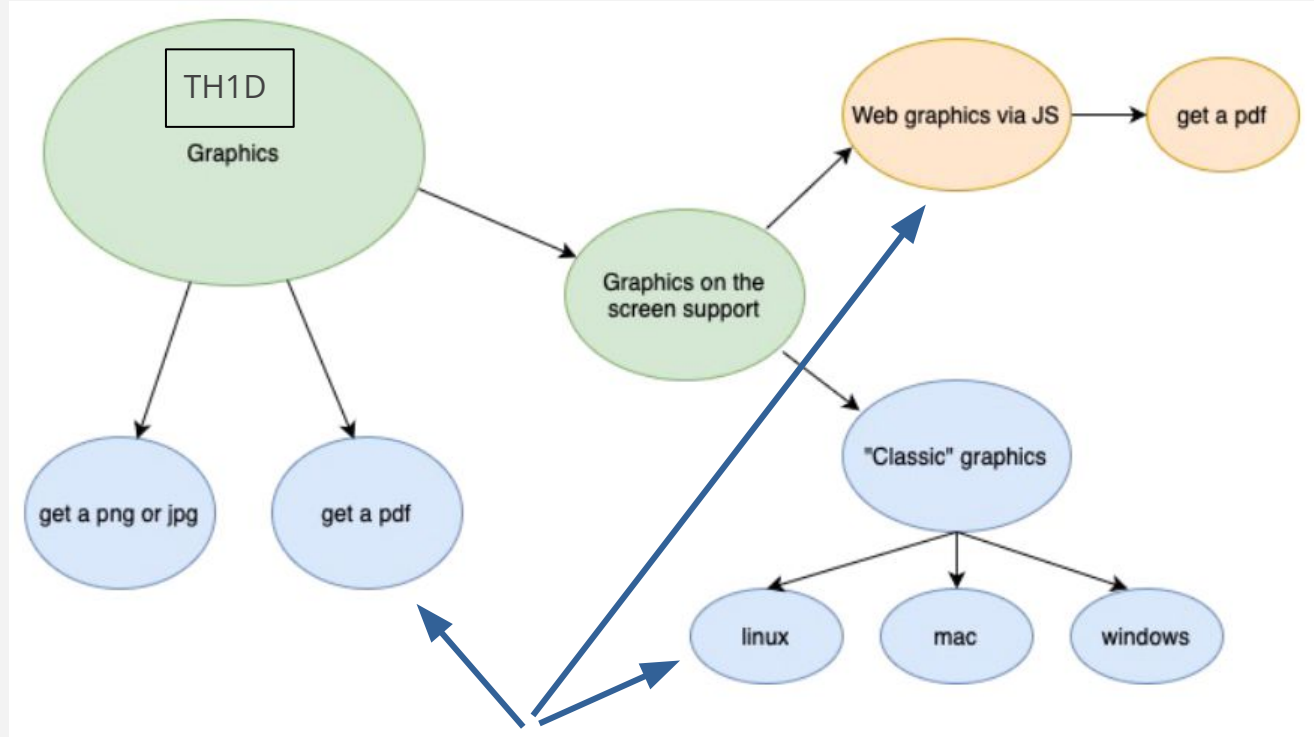 TH1D
Graphics
Web graphics via JS
get a pdf
Graphics on the
screen support
"Classic" graphics
get a png or jpg
get a pdf
linux
mac
windows